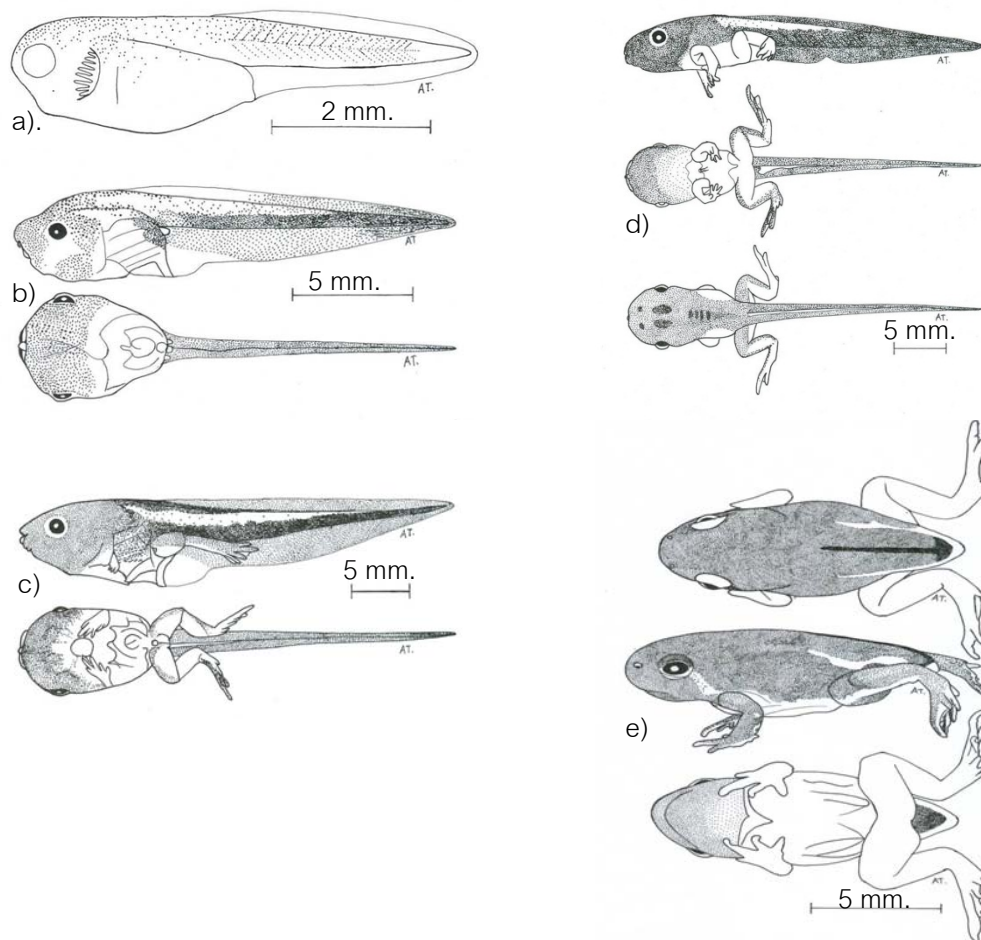 a).
2 mm.
AT.
b)
5 mm.
AT
AT.
c)
5 mm.
AT.
AT.
d)
AT.
AT.
AT.
5 mm.
e)
AT.
AT.
AT.
5 mm.